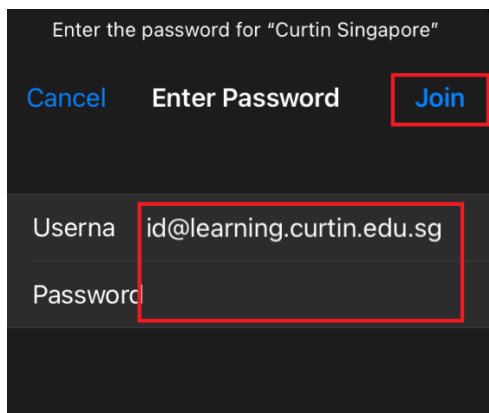 Enter the password for “Curtin Singapore”
Cancel Enter Password Join
Userna id@learning.curtin.edu.sg
Password